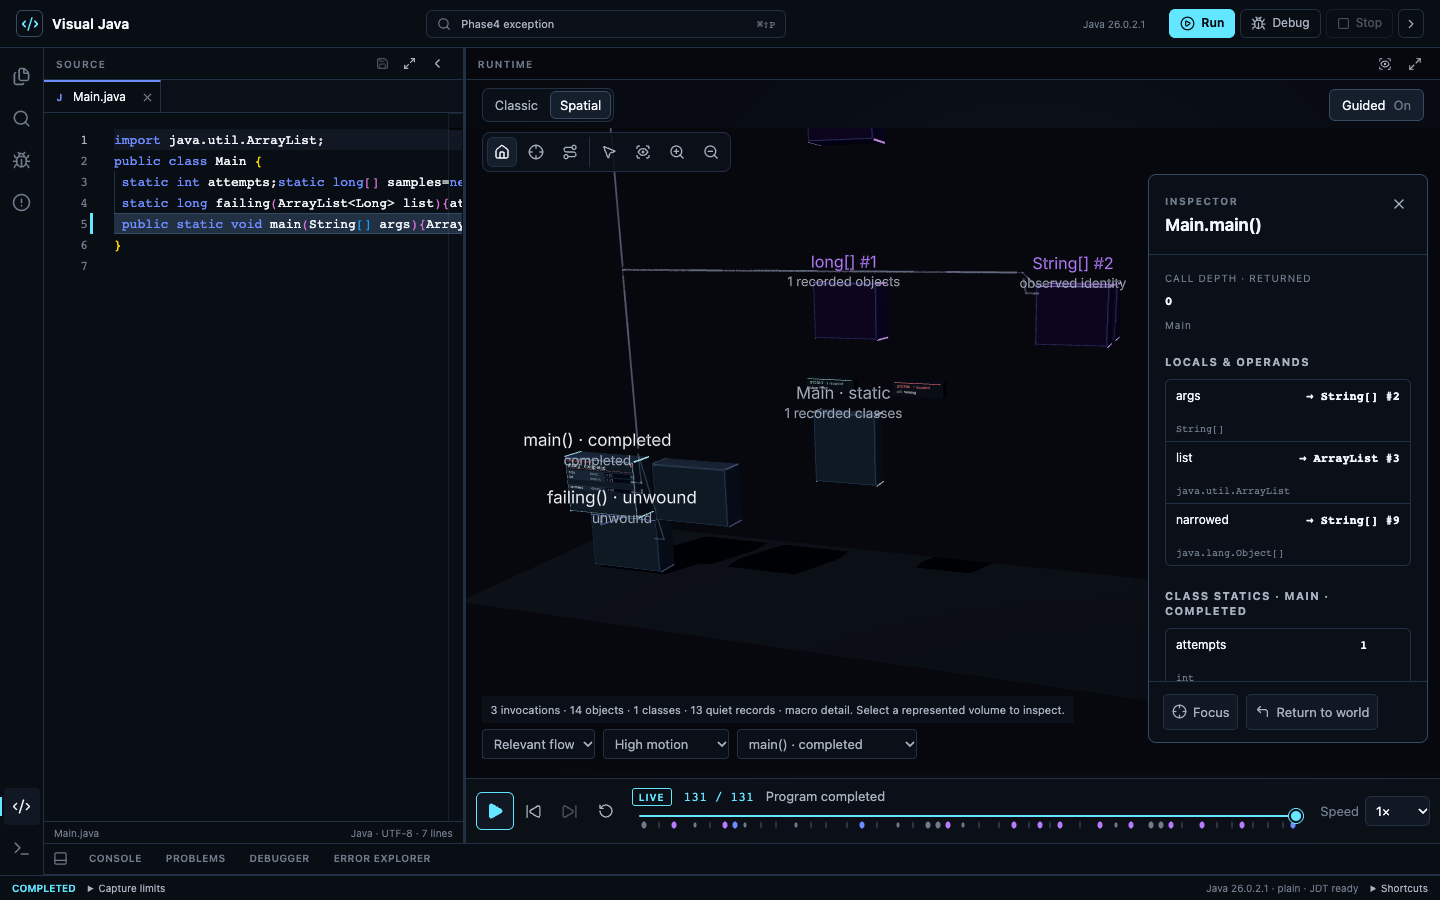 Visual Java
Phase4 exception
⌘⇧P
Java 26.0.2.1
Run
Debug
Stop
SOURCE
RUNTIME
J Main.java
Classic
Spatial
Guided On
1 import java.util.ArrayList;
2 public class Main {
3 static int attempts;static long[] samples=ne
4 static long failing(ArrayList<Long> list){at
5 public static void main(String[] args){Array
6 }
7
long[] #1
1 recorded objects
String[] #2
observed identity
Main · static
1 recorded classes
main() · completed
completed
failing() · unwound
unwound
INSPECTOR
Main.main()
CALL DEPTH · RETURNED
0
Main
LOCALS & OPERANDS
args → String[] #2
String[]
list → ArrayList #3
java.util.ArrayList
narrowed → String[] #9
java.lang.Object[]
CLASS STATICS · MAIN · COMPLETED
attempts 1
int
Focus
Return to world
3 invocations · 14 objects · 1 classes · 13 quiet records · macro detail. Select a represented volume to inspect.
Relevant flow
High motion
main() · completed
LIVE 131 / 131 Program completed
Speed 1×
Main.java
Java · UTF-8 · 7 lines
CONSOLE
PROBLEMS
DEBUGGER
ERROR EXPLORER
COMPLETED
Capture limits
Java 26.0.2.1 · plain · JDT ready
Shortcuts